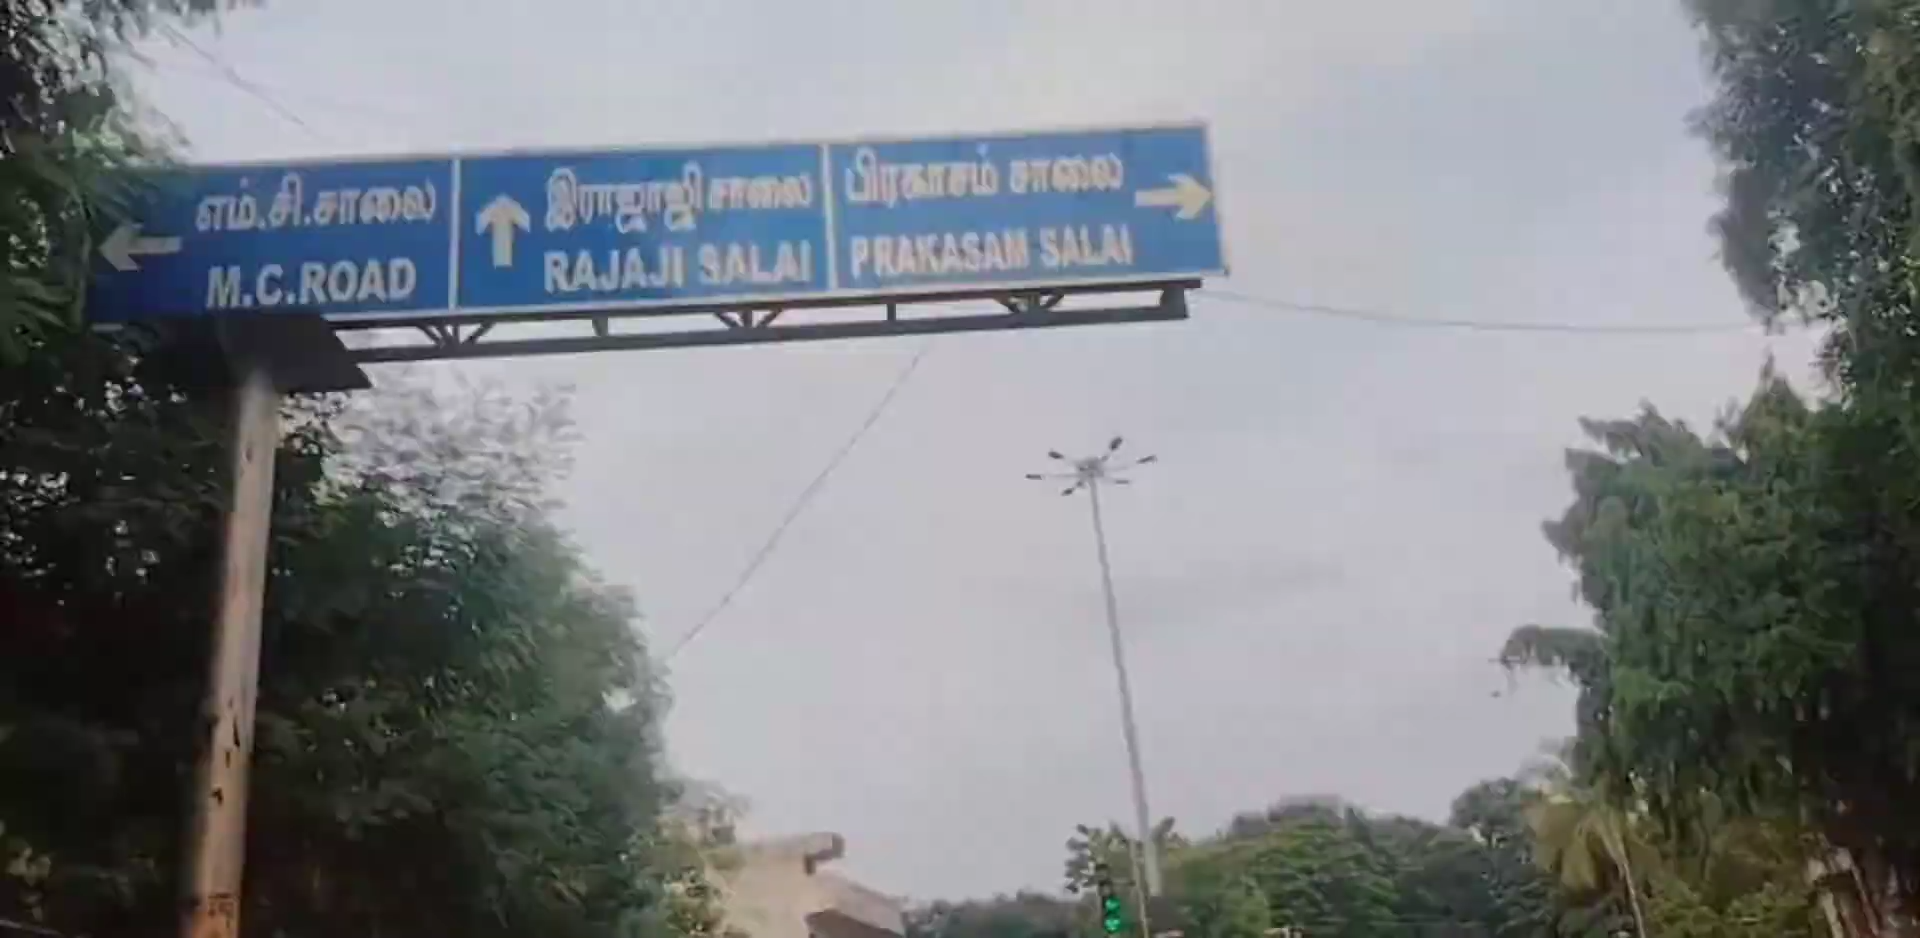 எம்.சி.சாலை
M.C.ROAD
இராஜாஜி சாலை
RAJAJI SALAI
பிரகாசம் சாலை
PRAKASAM SALAI